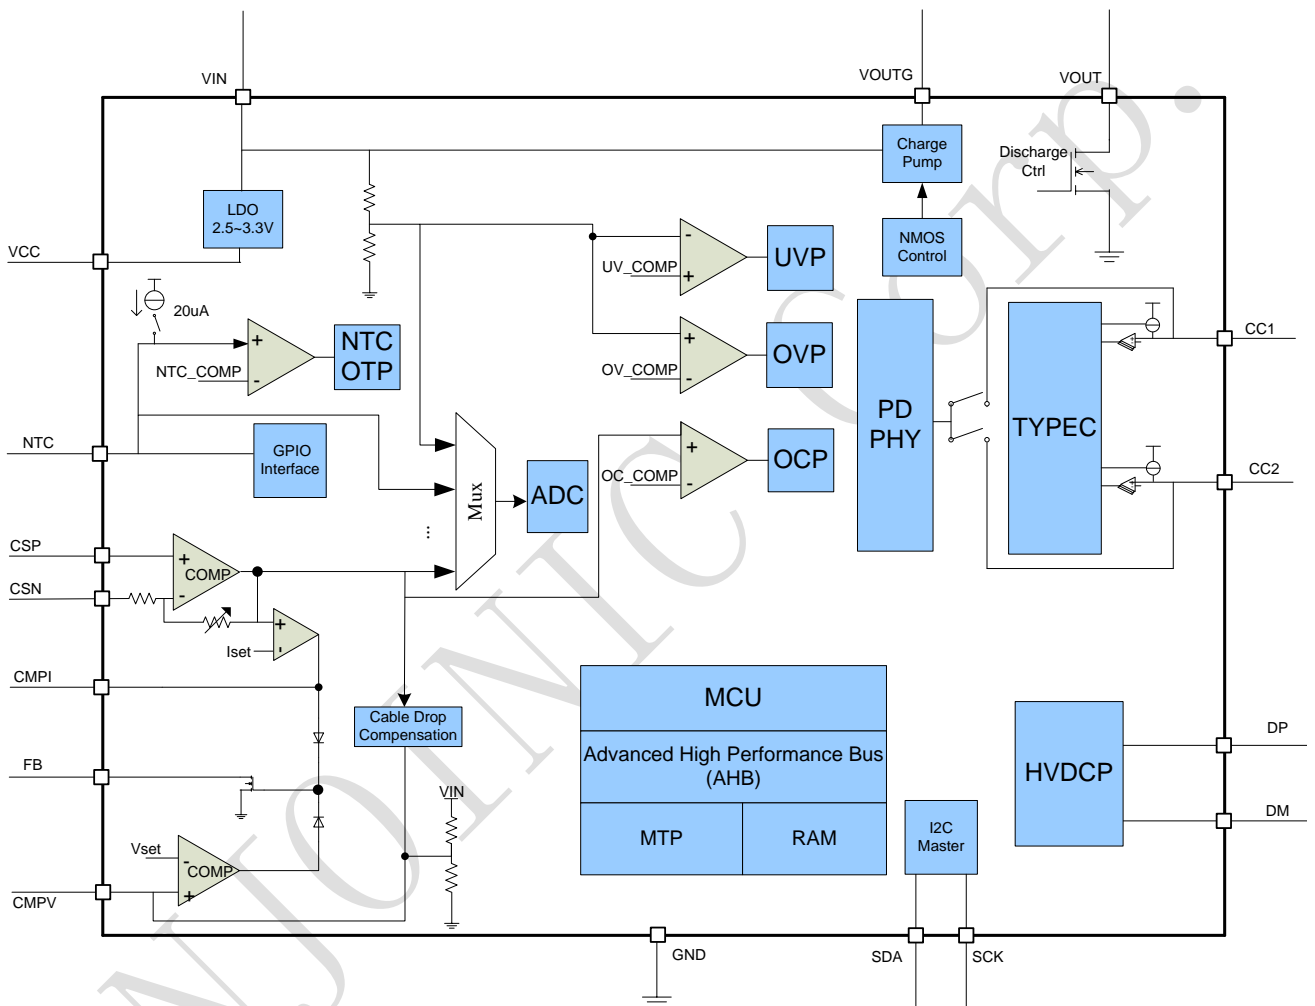 VIN
VOUTG
VOUT
Charge
Pump
Discharge
Ctrl
LDO
2.5~3.3V
NMOS
Control
VCC
-
UV_COMP
+
UVP
20uA
+
NTC_COMP
-
NTC
OTP
+
OV_COMP
-
OVP
CC1
PD
PHY
TYPEC
NTC
GPIO
Interface
Mux
ADC
+
OC_COMP
-
OCP
CC2
...
CSP
+
COMP
-
CSN
+
Iset
-
CMPI
Cable Drop
Compensation
MCU
Advanced High Performance Bus
(AHB)
MTP
RAM
HVDCP
DP
DM
FB
VIN
I2C
Master
Vset
-
COMP
+
CMPV
GND
SDA
SCK
NJOINIC Corp.